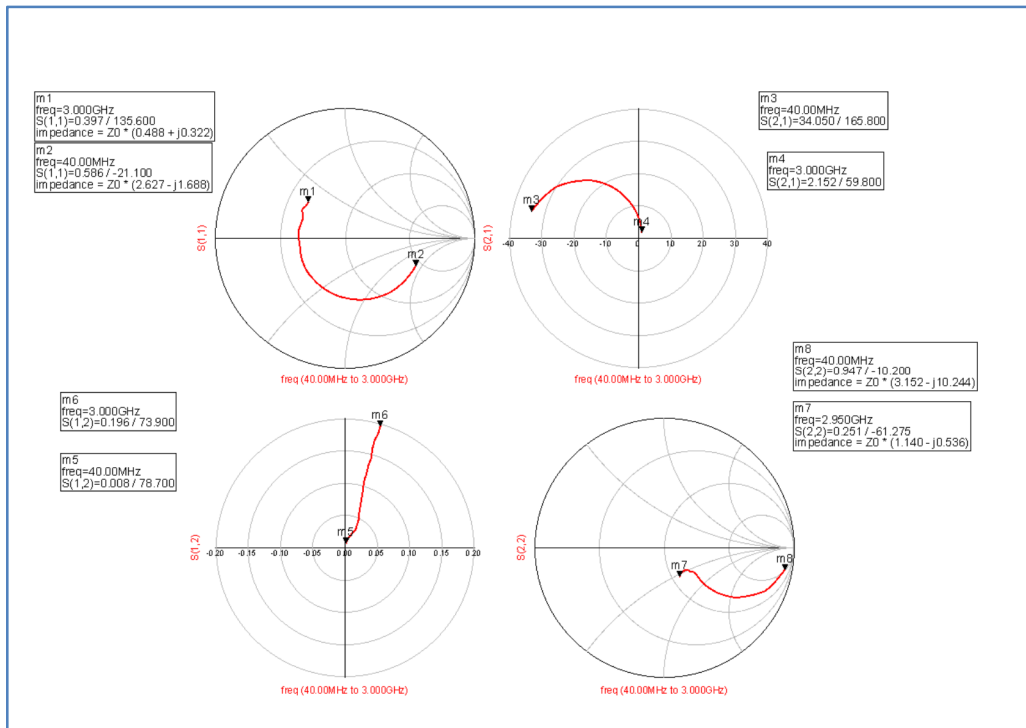 m1
freq=3.000GHz
S(1,1)=0.397 / 135.600
impedance = Z0 * (0.488 + j0.322)
m2
freq=40.00MHz
S(1,1)=0.586 / -21.100
impedance = Z0 * (2.627 - j1.688)
m1
m2
S(1,1)
freq (40.00MHz to 3.000GHz)
m3
freq=40.00MHz
S(2,1)=34.050 / 165.800
m4
freq=3.000GHz
S(2,1)=2.152 / 59.800
m3
m4
-40 -30 -20 -10 0 10 20 30 40
S(2,1)
freq (40.00MHz to 3.000GHz)
m6
freq=3.000GHz
S(1,2)=0.196 / 73.900
m5
freq=40.00MHz
S(1,2)=0.008 / 78.700
m6
m5
-0.20 -0.15 -0.10 -0.05 0.00 0.05 0.10 0.15 0.20
S(1,2)
freq (40.00MHz to 3.000GHz)
m8
freq=40.00MHz
S(2,2)=0.947 / -10.200
impedance = Z0 * (3.152 - j10.244)
m7
freq=2.950GHz
S(2,2)=0.251 / -61.275
impedance = Z0 * (1.140 - j0.536)
m7
m8
S(2,2)
freq (40.00MHz to 3.000GHz)